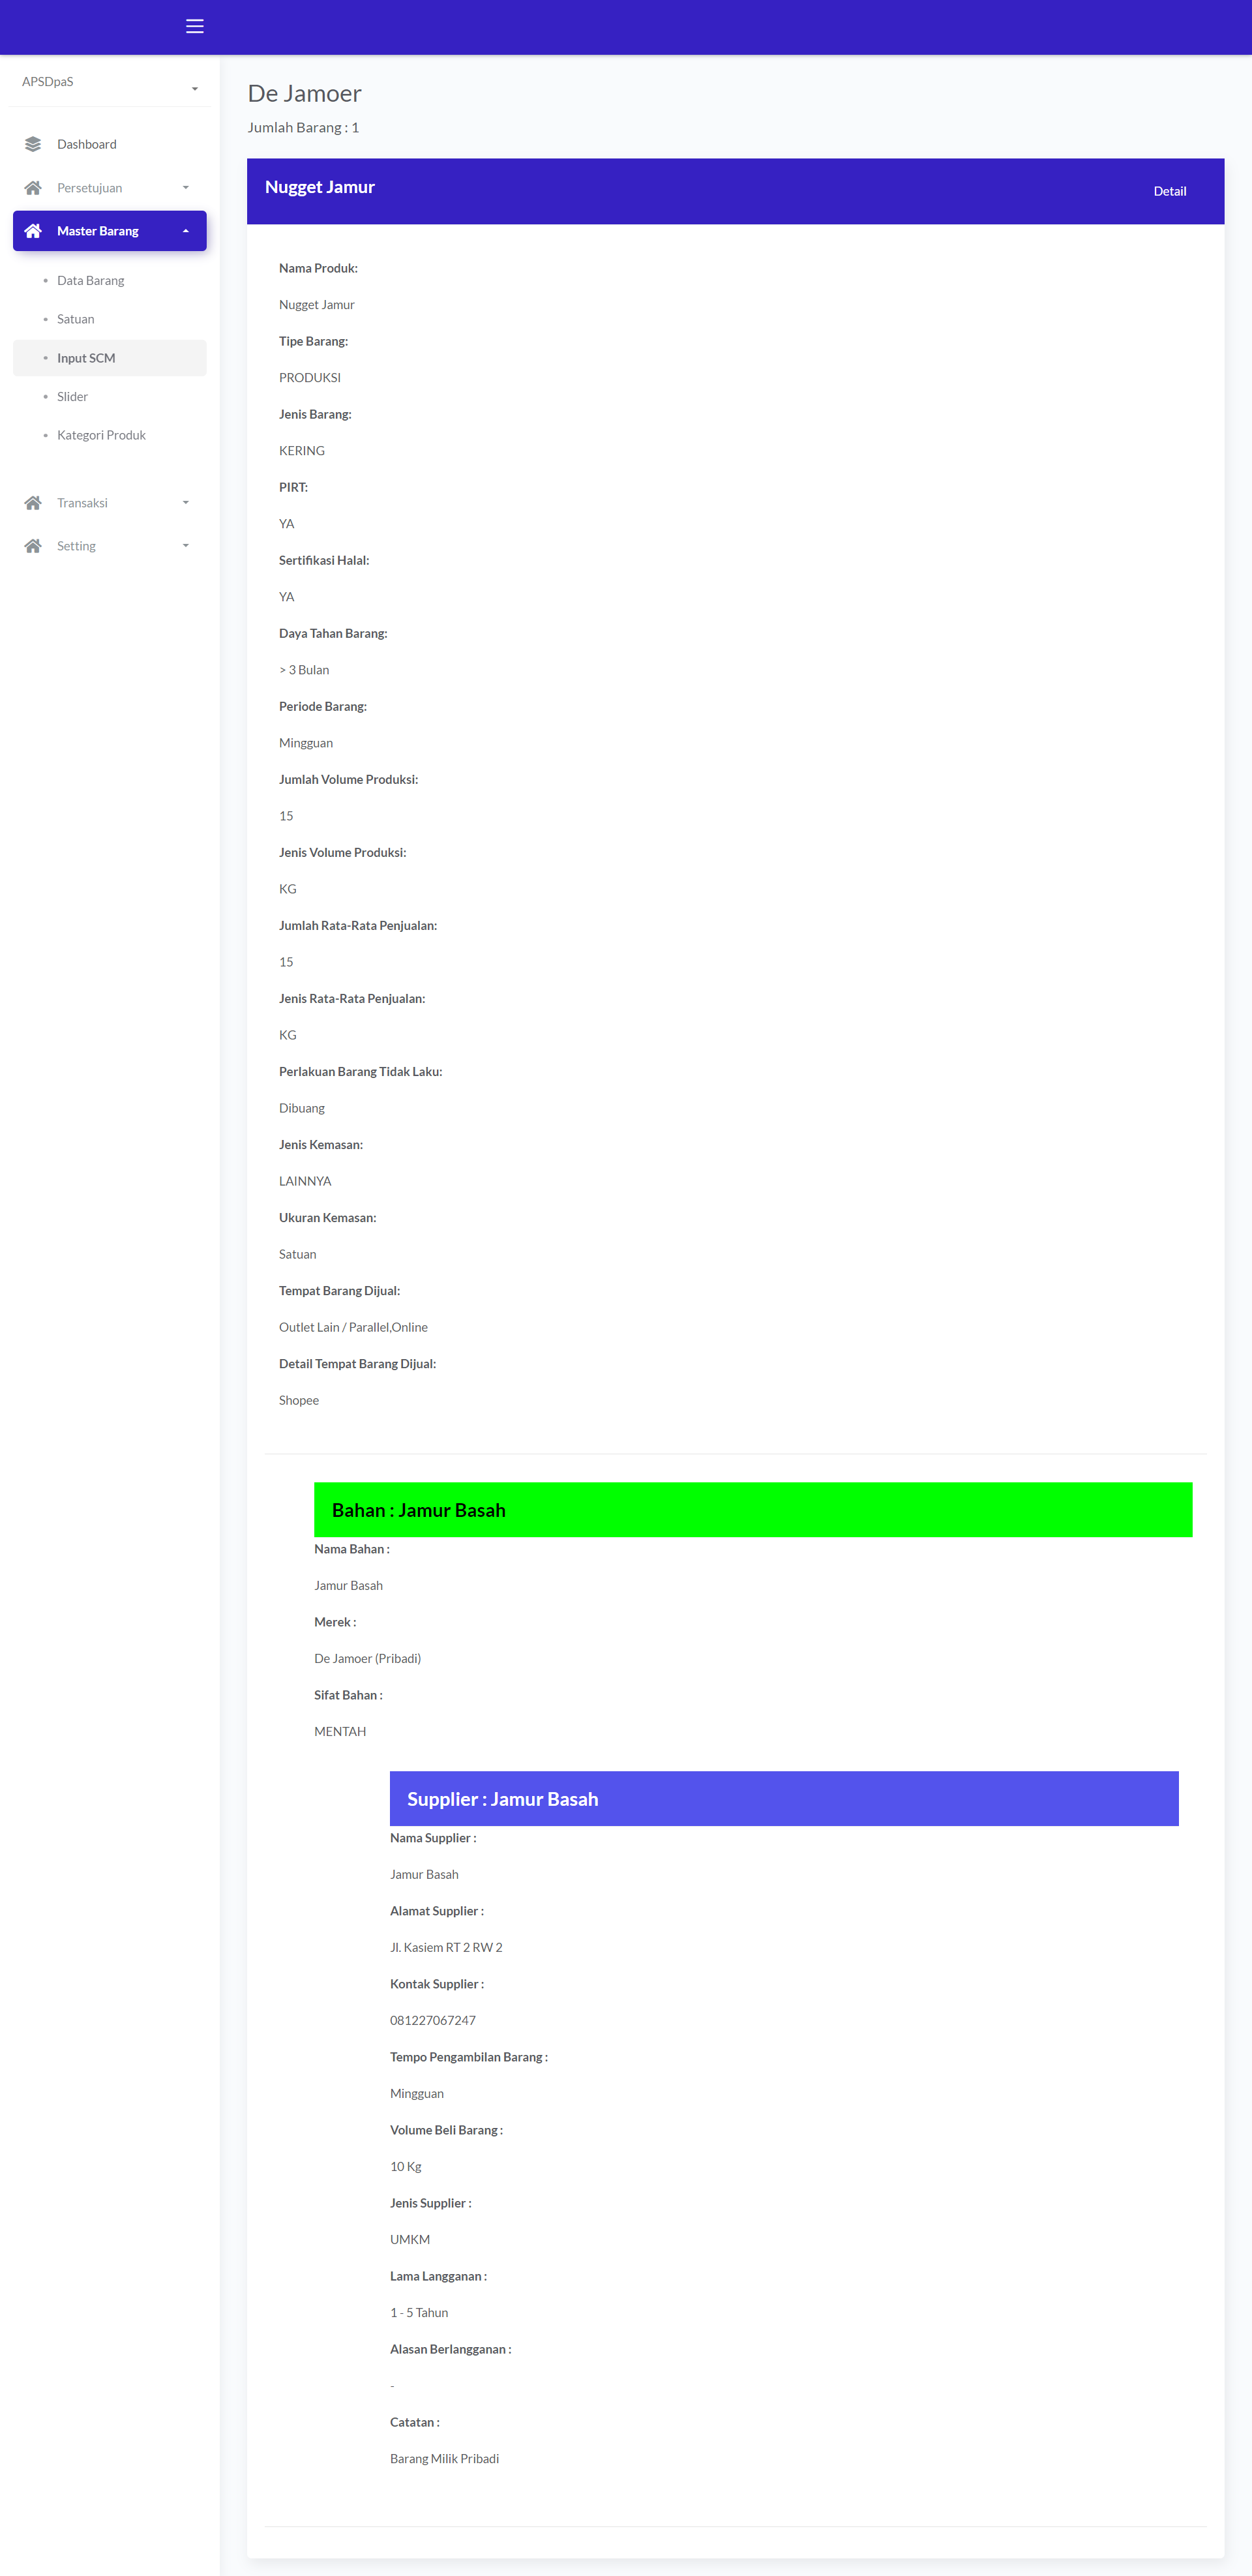 APSDpaS
Dashboard
Persetujuan
Master Barang
Data Barang
Satuan
Input SCM
Slider
Kategori Produk
Transaksi
Setting
De Jamoer
Jumlah Barang : 1
Nugget Jamur
Detail
Nama Produk:
Nugget Jamur
Tipe Barang:
PRODUKSI
Jenis Barang:
KERING
PIRT:
YA
Sertifikasi Halal:
YA
Daya Tahan Barang:
> 3 Bulan
Periode Barang:
Mingguan
Jumlah Volume Produksi:
15
Jenis Volume Produksi:
KG
Jumlah Rata-Rata Penjualan:
15
Jenis Rata-Rata Penjualan:
KG
Perlakuan Barang Tidak Laku:
Dibuang
Jenis Kemasan:
LAINNYA
Ukuran Kemasan:
Satuan
Tempat Barang Dijual:
Outlet Lain / Parallel,Online
Detail Tempat Barang Dijual:
Shopee
Bahan : Jamur Basah
Nama Bahan :
Jamur Basah
Merek :
De Jamoer (Pribadi)
Sifat Bahan :
MENTAH
Supplier : Jamur Basah
Nama Supplier :
Jamur Basah
Alamat Supplier :
Jl. Kasiem RT 2 RW 2
Kontak Supplier :
081227067247
Tempo Pengambilan Barang :
Mingguan
Volume Beli Barang :
10 Kg
Jenis Supplier :
UMKM
Lama Langganan :
1 - 5 Tahun
Alasan Berlangganan :
-
Catatan :
Barang Milik Pribadi